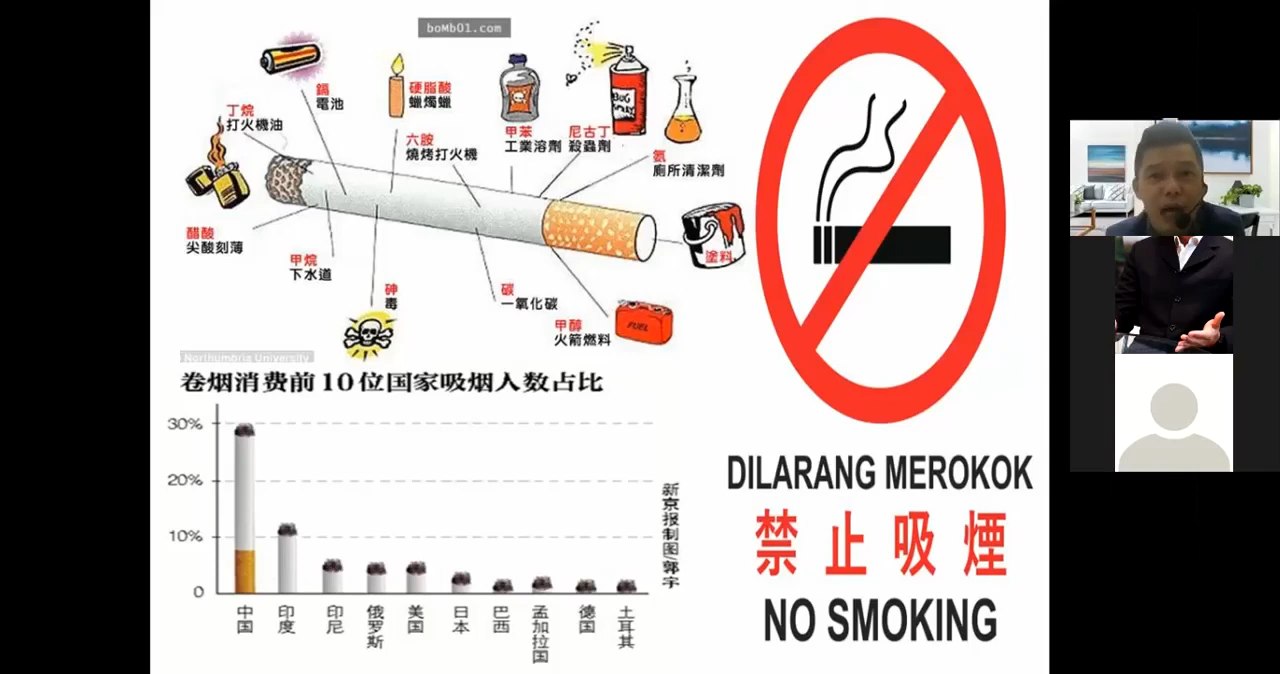 boMbO1.com
鎘
電池
硬脂酸
蠟燭蠟
丁烷
打火機油
六胺
燒烤打火機
甲苯
工業溶劑
尼古丁
殺蟲劑
BUG
SPRAY
氨
廁所清潔劑
塗料
醋酸
尖酸刻薄
甲烷
下水道
砷
毒
碳
一氧化碳
甲醇
火箭燃料
FUEL
Northumbria University
卷烟消费前10位国家吸烟人数占比
30%
20%
10%
0
中国
印度
印尼
俄罗斯
美国
日本
巴西
孟加拉国
德国
土耳其
新京报制图/郭宇
DILARANG MEROKOK
禁止吸煙
NO SMOKING